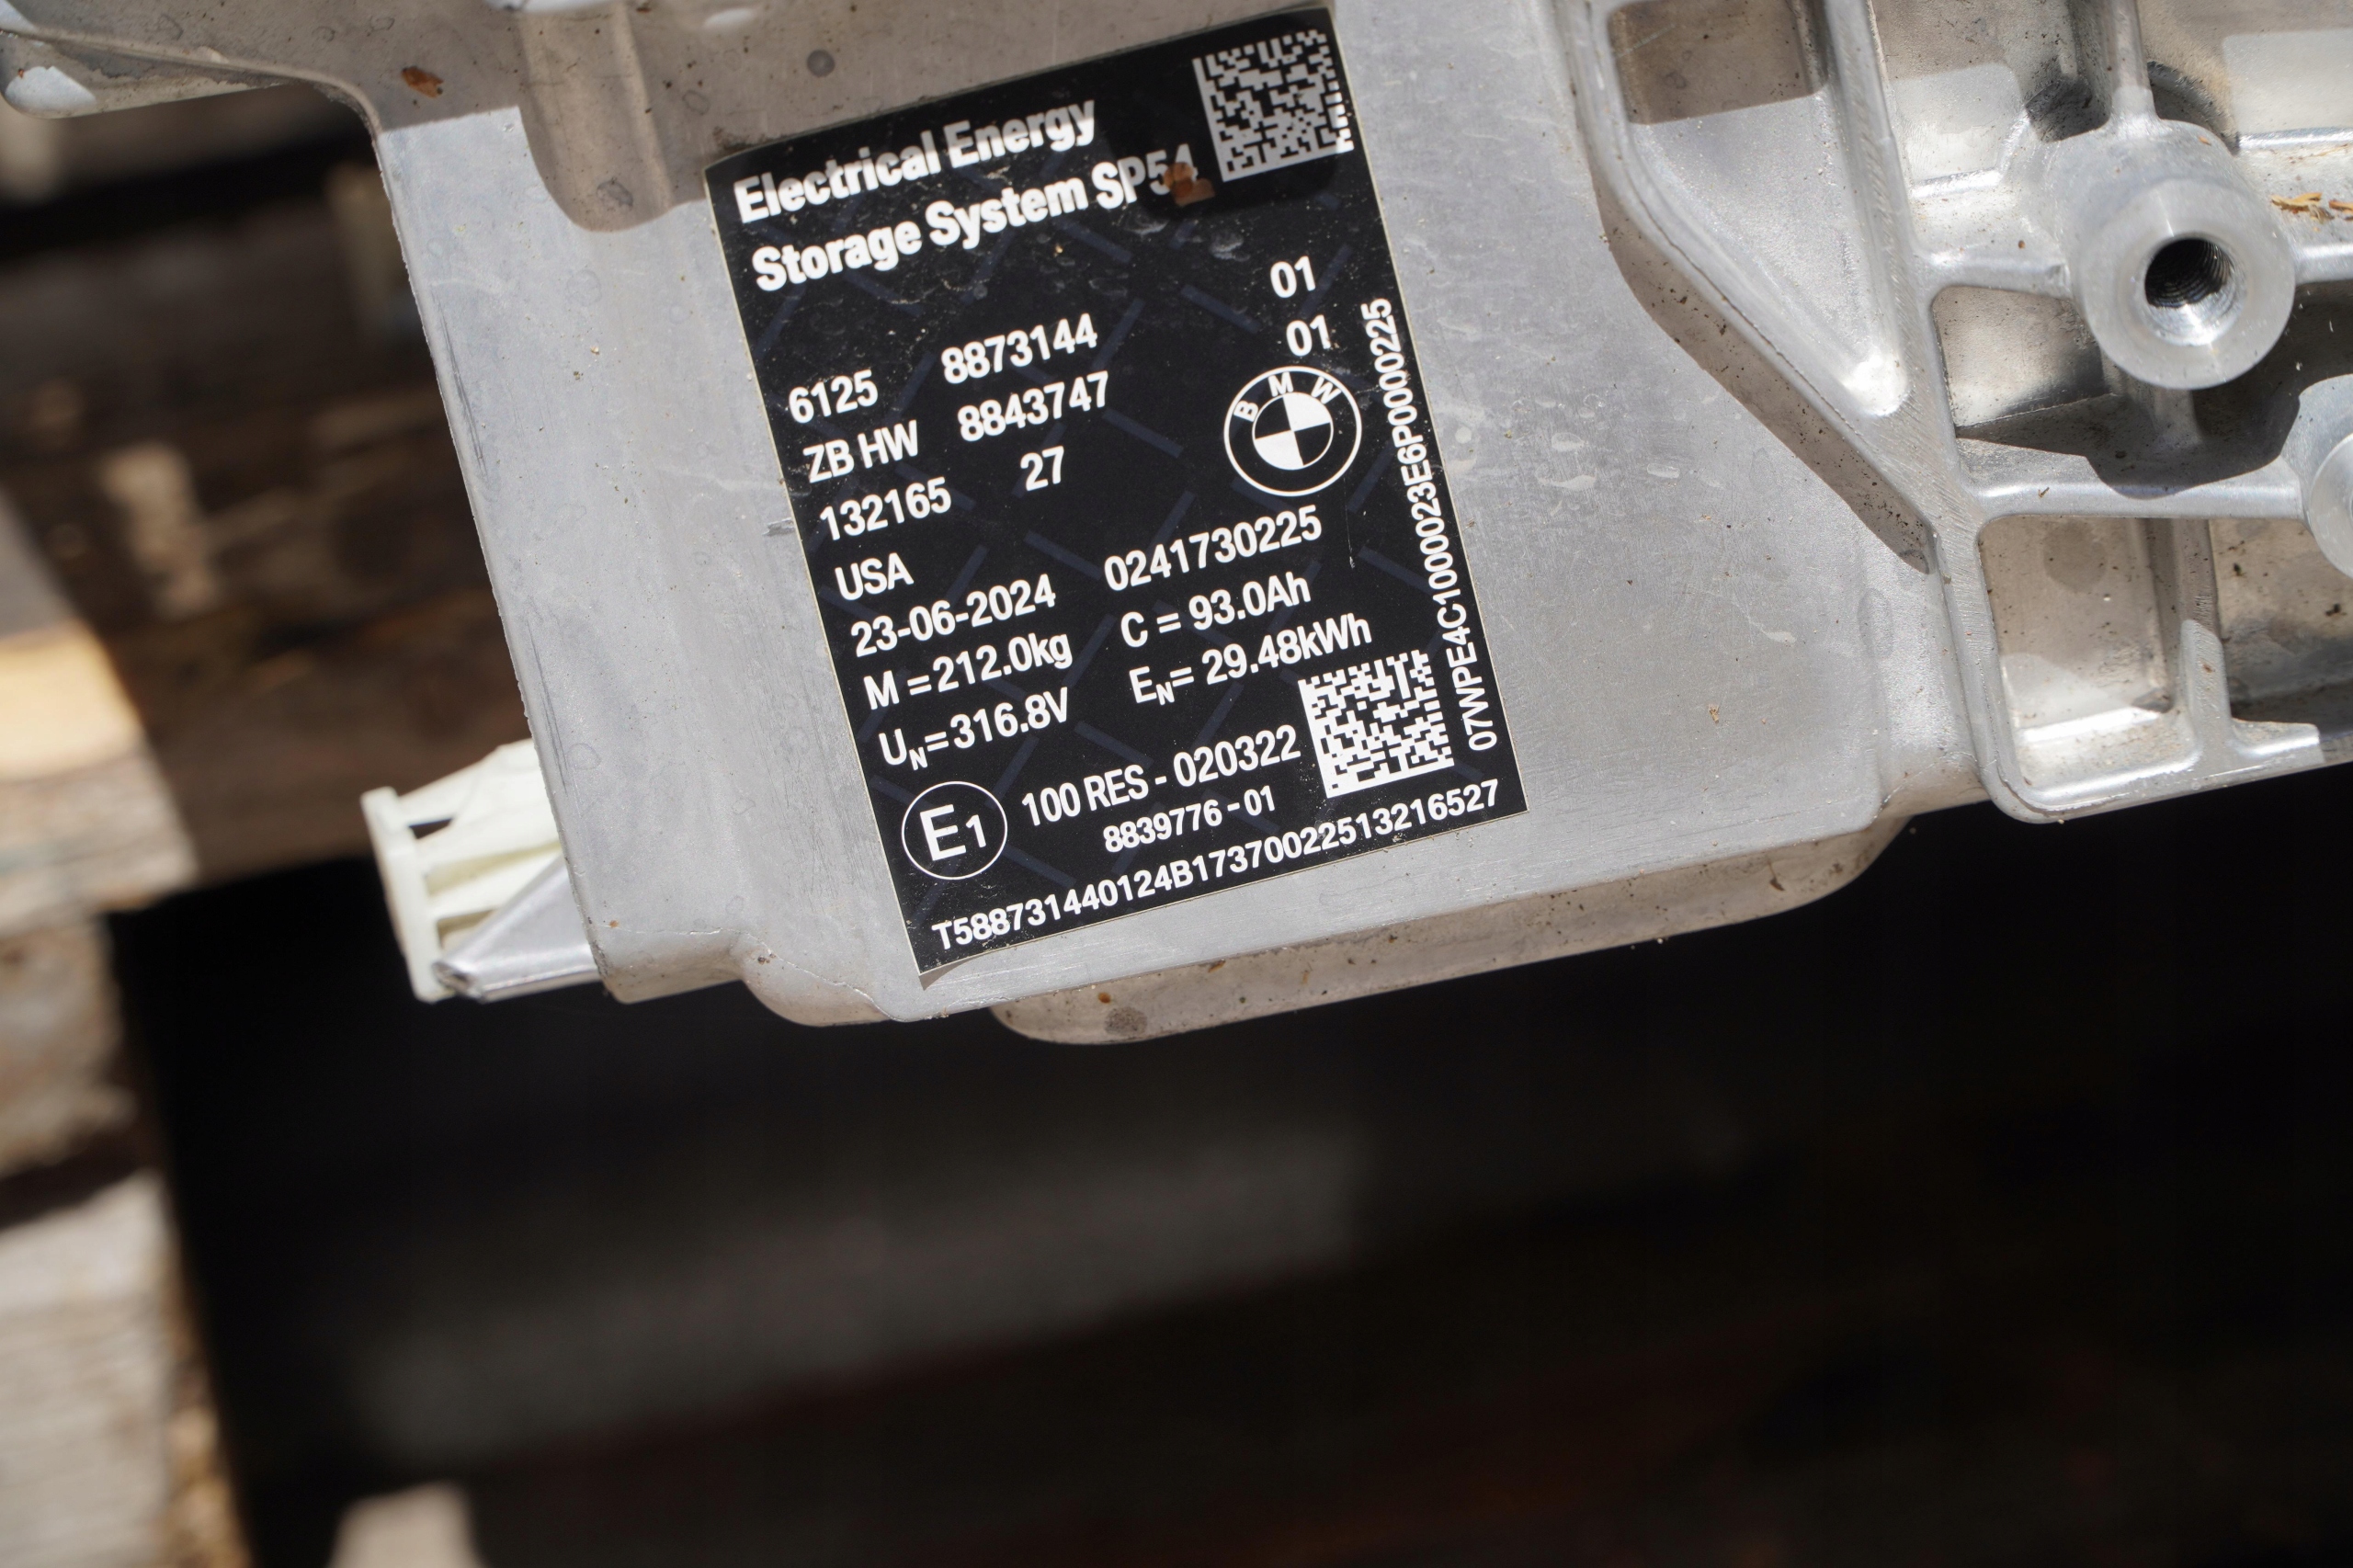 Electrical Energy
Storage System SP54
6125 8873144 01
ZB HW 8843747 01
132165 27
BMW
USA
23-06-2024 0241730225
M =212.0kg C = 93.0Ah
UN=316.8V EN= 29.48kWh
E1 100 RES - 020322
8839776 - 01
T588731440124B17370022513216527
07WPE4C1000023E6P0000225